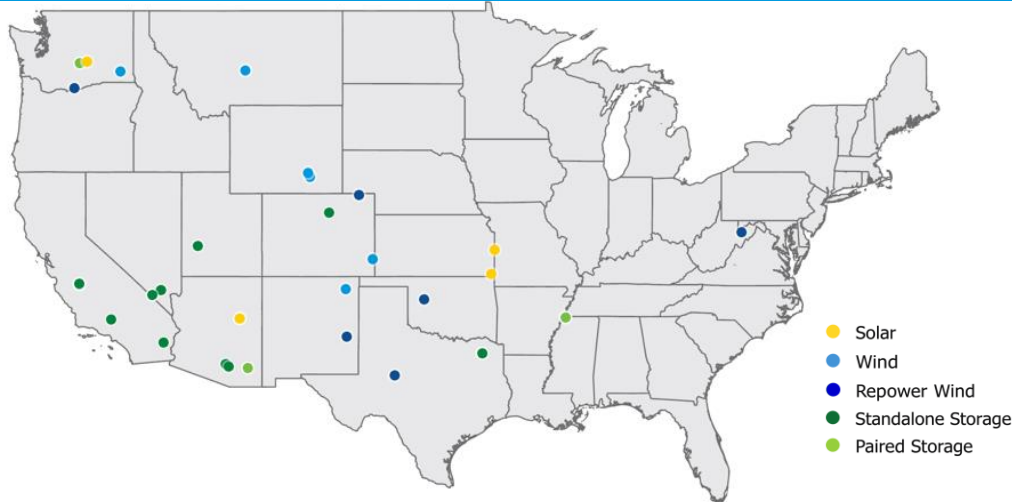 Solar
Wind
Repower Wind
Standalone Storage
Paired Storage